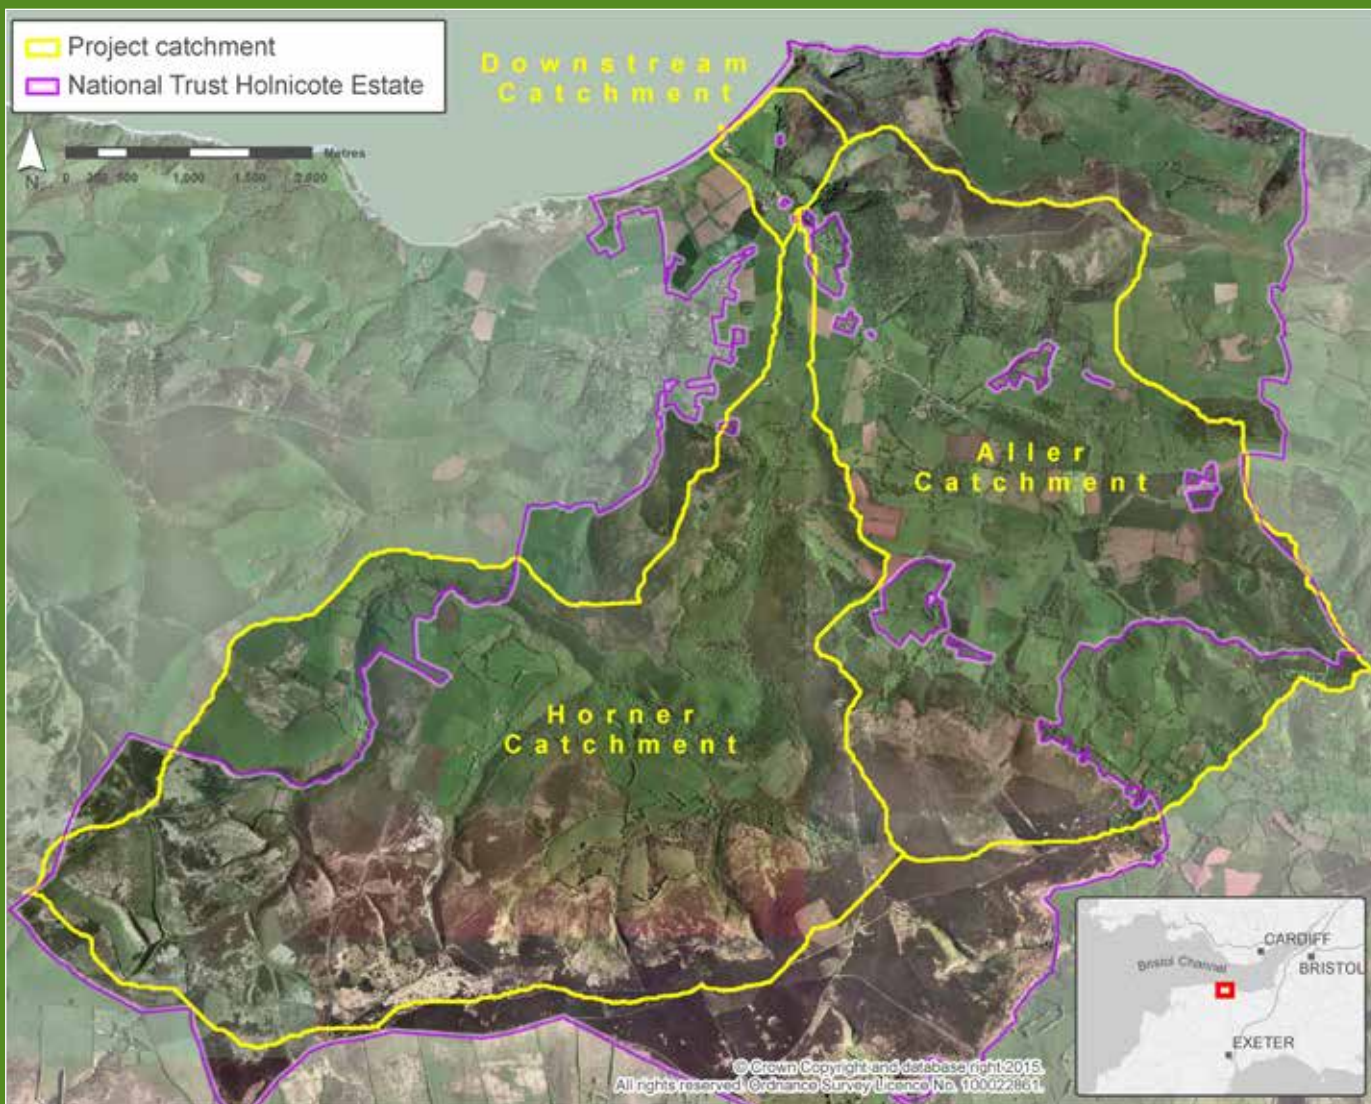 Project catchment
National Trust Holnicote Estate
Downstream
Catchment
N
Metres
0 250 500 1,000 1,500 2,000
Aller
Catchment
Horner
Catchment
CARDIFF
Bristol Channel
BRISTOL
EXETER
© Crown Copyright and database right 2015.
All rights reserved. Ordnance Survey Licence No. 100022861.